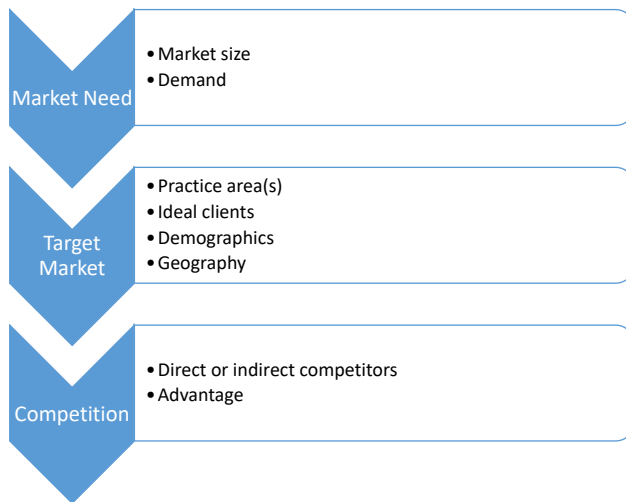 Market Need
• Market size
• Demand
Target
Market
• Practice area(s)
• Ideal clients
• Demographics
• Geography
Competition
• Direct or indirect competitors
• Advantage